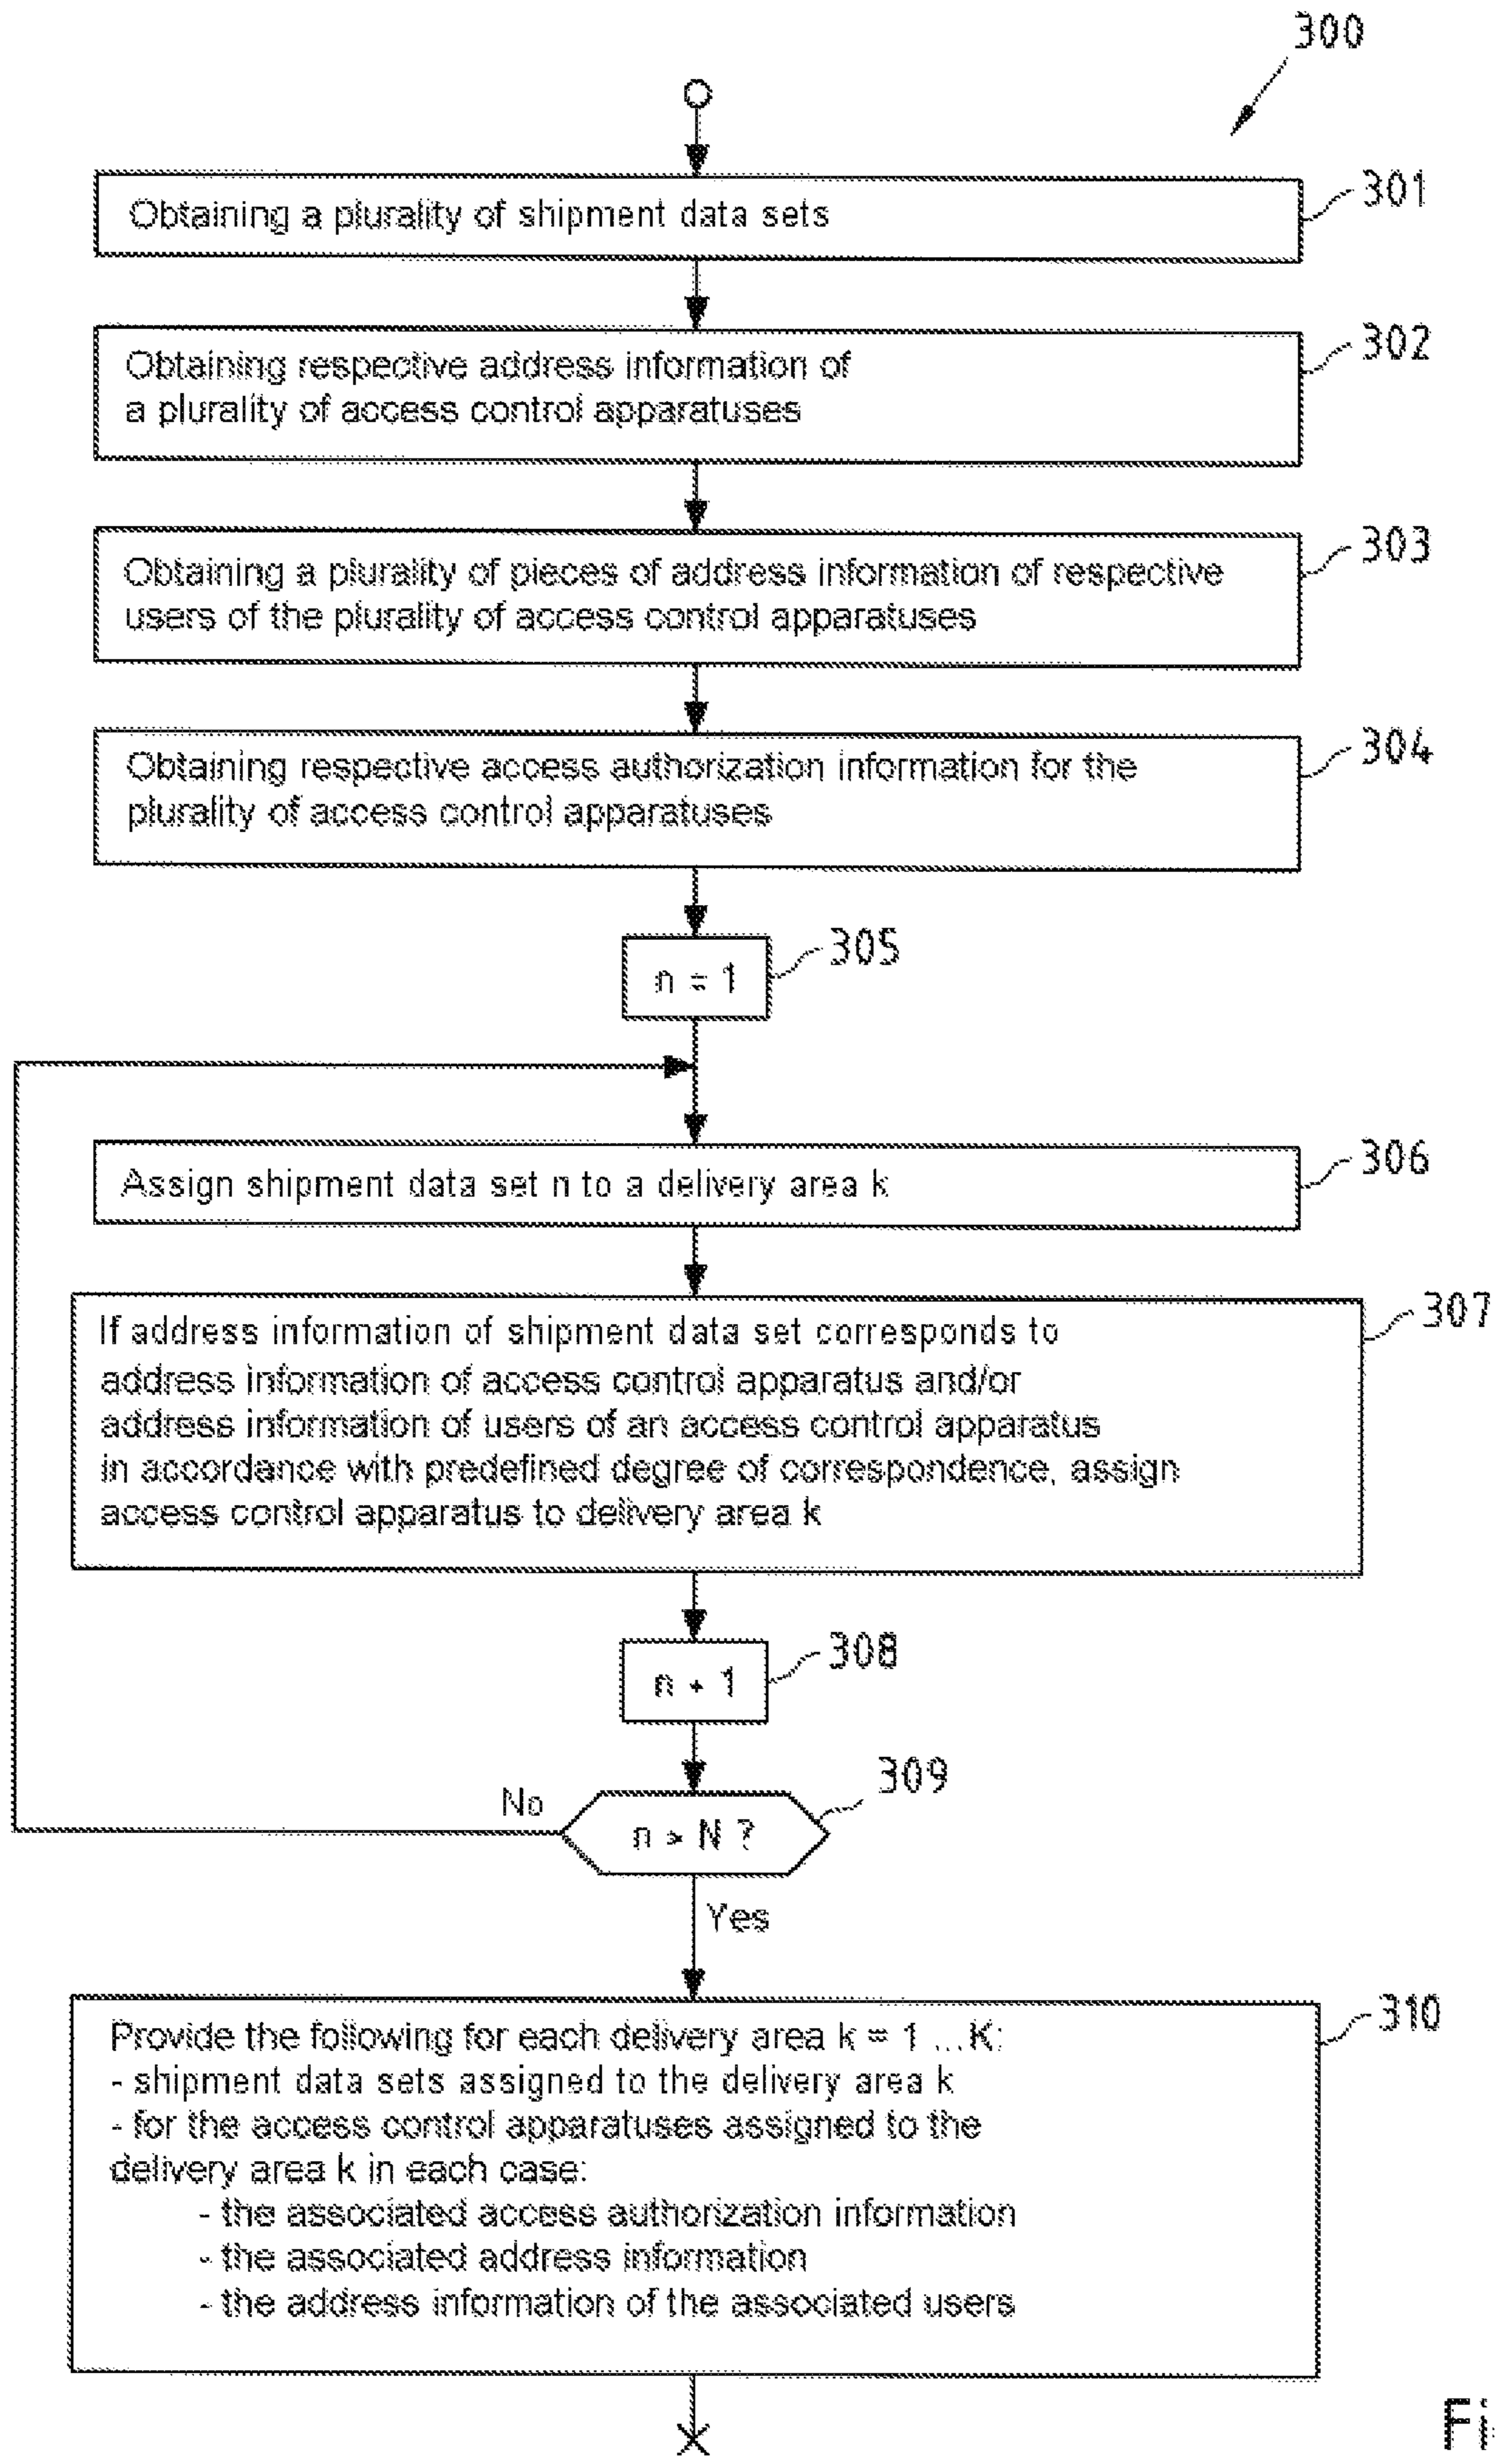 300
Obtaining a plurality of shipment data sets
301
Obtaining respective address information of
a plurality of access control apparatuses
302
Obtaining a plurality of pieces of address information of respective
users of the plurality of access control apparatuses
303
Obtaining respective access authorization information for the
plurality of access control apparatuses
304
n = 1
305
Assign shipment data set n to a delivery area k
306
If address information of shipment data set corresponds to
address information of access control apparatus and/or
address information of users of an access control apparatus
in accordance with predefined degree of correspondence, assign
access control apparatus to delivery area k
307
n + 1
308
n > N ?
309
No
Yes
Provide the following for each delivery area k = 1 ...K:
- shipment data sets assigned to the delivery area k
- for the access control apparatuses assigned to the
delivery area k in each case:
- the associated access authorization information
- the associated address information
- the address information of the associated users
310
Fi